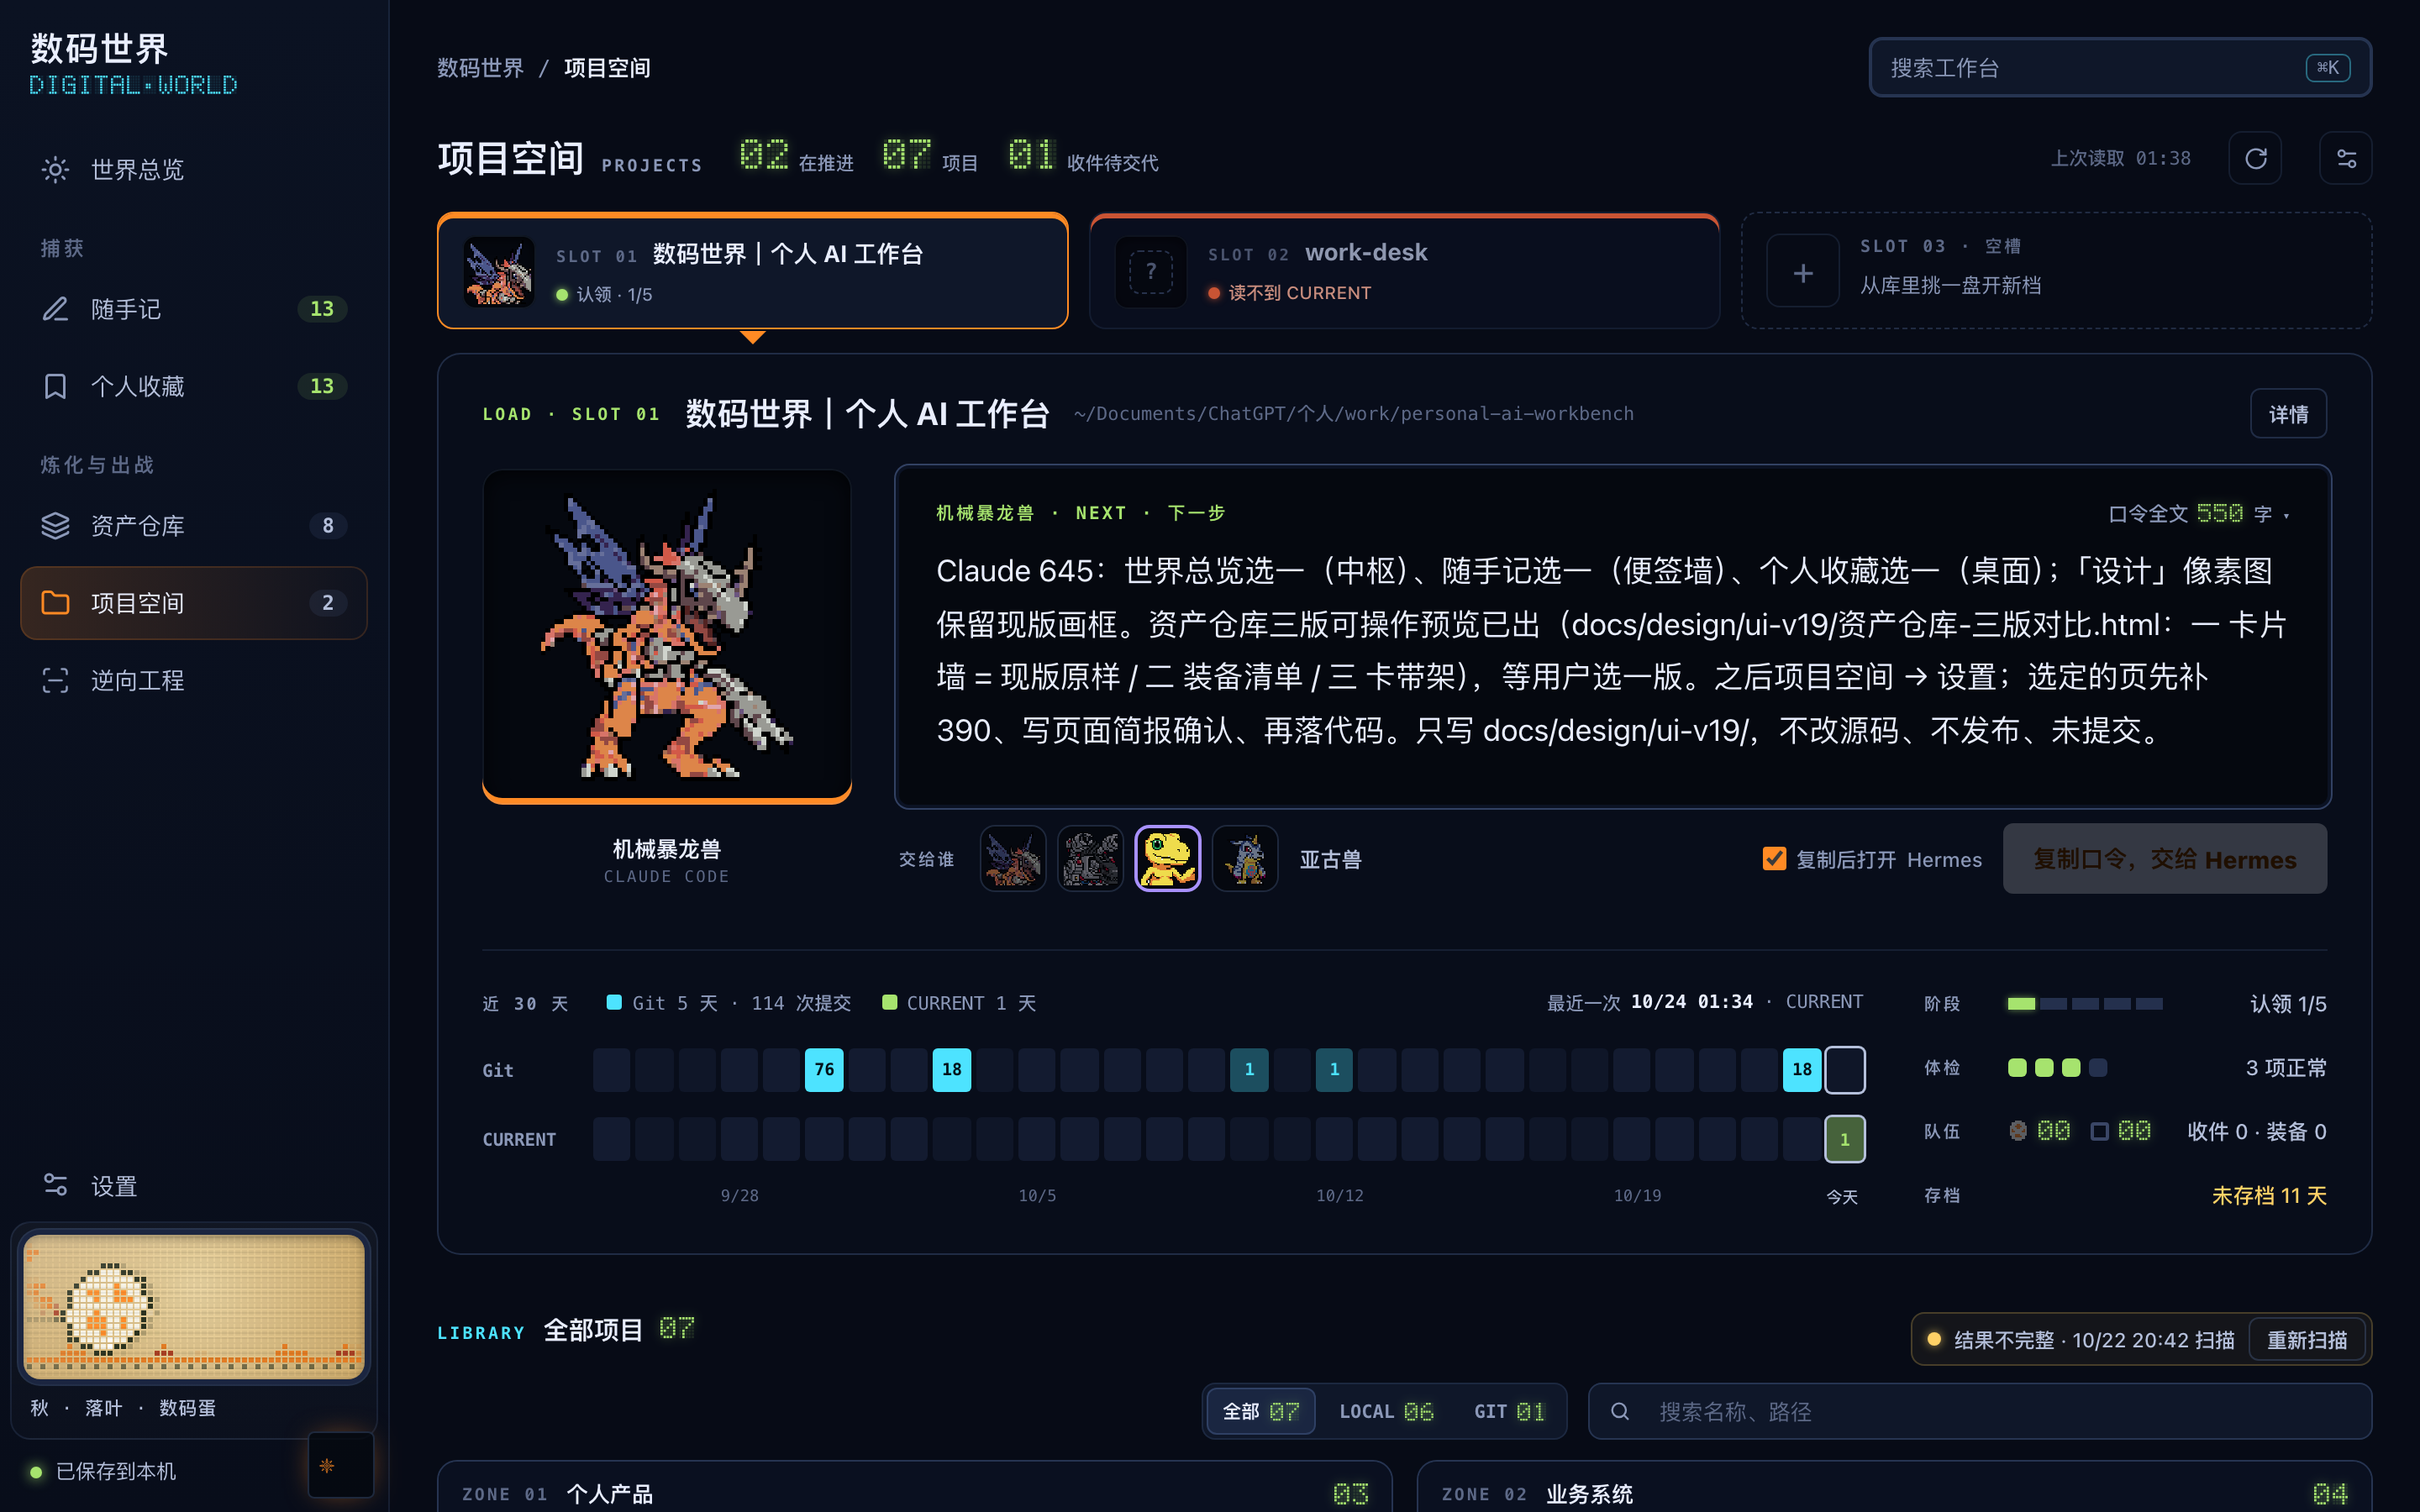 数码世界
DIGITAL·WORLD
世界总览
捕获
随手记 13
个人收藏 13
炼化与出战
资产仓库 8
项目空间 2
逆向工程
设置
秋 · 落叶 · 数码蛋
已保存到本机
数码世界 / 项目空间
搜索工作台 ⌘K
项目空间 PROJECTS 02 在推进 07 项目 01 收件待交代
上次读取 01:38
SLOT 01 数码世界｜个人 AI 工作台
认领 · 1/5
SLOT 02 work-desk
? 读不到 CURRENT
SLOT 03 · 空槽
从库里挑一盘开新档
LOAD · SLOT 01 数码世界｜个人 AI 工作台 ~/Documents/ChatGPT/个人/work/personal-ai-workbench
详情
机械暴龙兽 · NEXT · 下一步
口令全文 550 字
Claude 645：世界总览选一（中枢）、随手记选一（便签墙）、个人收藏选一（桌面）；「设计」像素图
保留现版画框。资产仓库三版可操作预览已出（docs/design/ui-v19/资产仓库-三版对比.html：一 卡片
墙 = 现版原样 / 二 装备清单 / 三 卡带架），等用户选一版。之后项目空间 → 设置；选定的页先补
390、写页面简报确认、再落代码。只写 docs/design/ui-v19/，不改源码、不发布、未提交。
机械暴龙兽
CLAUDE CODE
交给谁 亚古兽
复制后打开 Hermes
复制口令，交给 Hermes
近 30 天 Git 5 天 · 114 次提交 CURRENT 1 天
最近一次 10/24 01:34 · CURRENT
Git 76 18 1 1 18
CURRENT 1
9/28 10/5 10/12 10/19 今天
阶段 认领 1/5
体检 3 项正常
队伍 00 00 收件 0 · 装备 0
存档 未存档 11 天
LIBRARY 全部项目 07
结果不完整 · 10/22 20:42 扫描 重新扫描
全部 07 LOCAL 06 GIT 01
搜索名称、路径
ZONE 01 个人产品 03
ZONE 02 业务系统 04